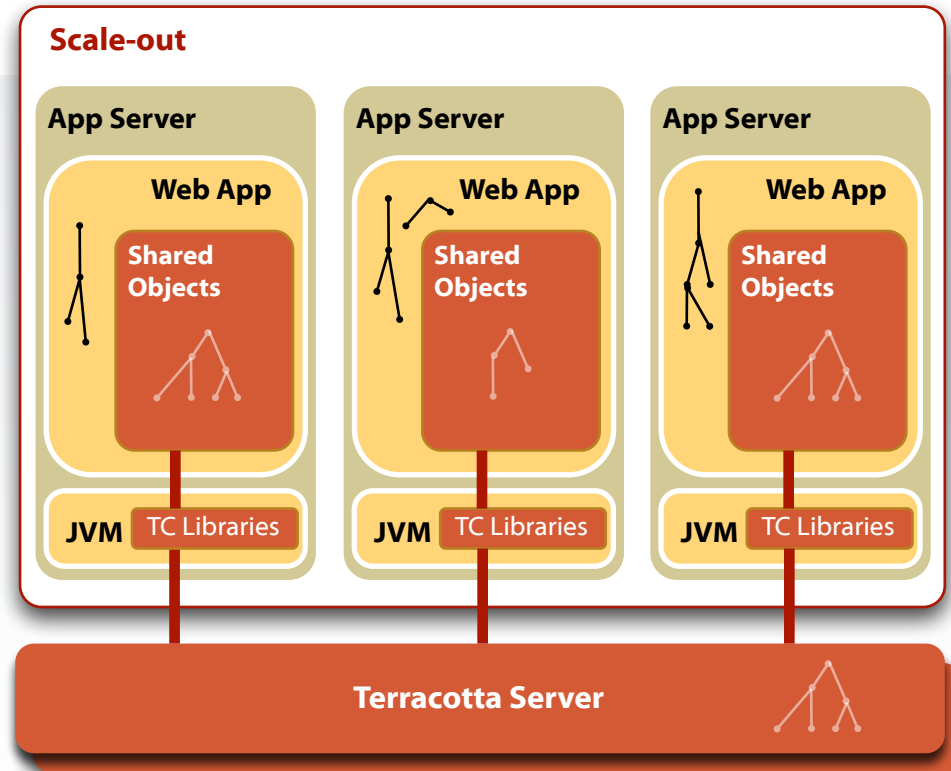 Scale-out
App Server
Web App
Shared
Objects
JVM
TC Libraries
App Server
Web App
Shared
Objects
JVM
TC Libraries
App Server
Web App
Shared
Objects
JVM
TC Libraries
Terracotta Server